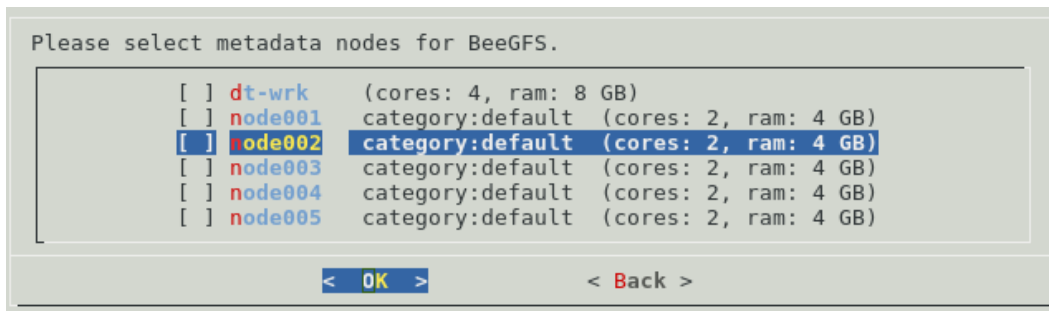 Please select metadata nodes for BeeGFS.
[ ] dt-wrk (cores: 4, ram: 8 GB)
[ ] node001 category:default (cores: 2, ram: 4 GB)
[ ] node002 category:default (cores: 2, ram: 4 GB)
[ ] node003 category:default (cores: 2, ram: 4 GB)
[ ] node004 category:default (cores: 2, ram: 4 GB)
[ ] node005 category:default (cores: 2, ram: 4 GB)
< OK > < Back >